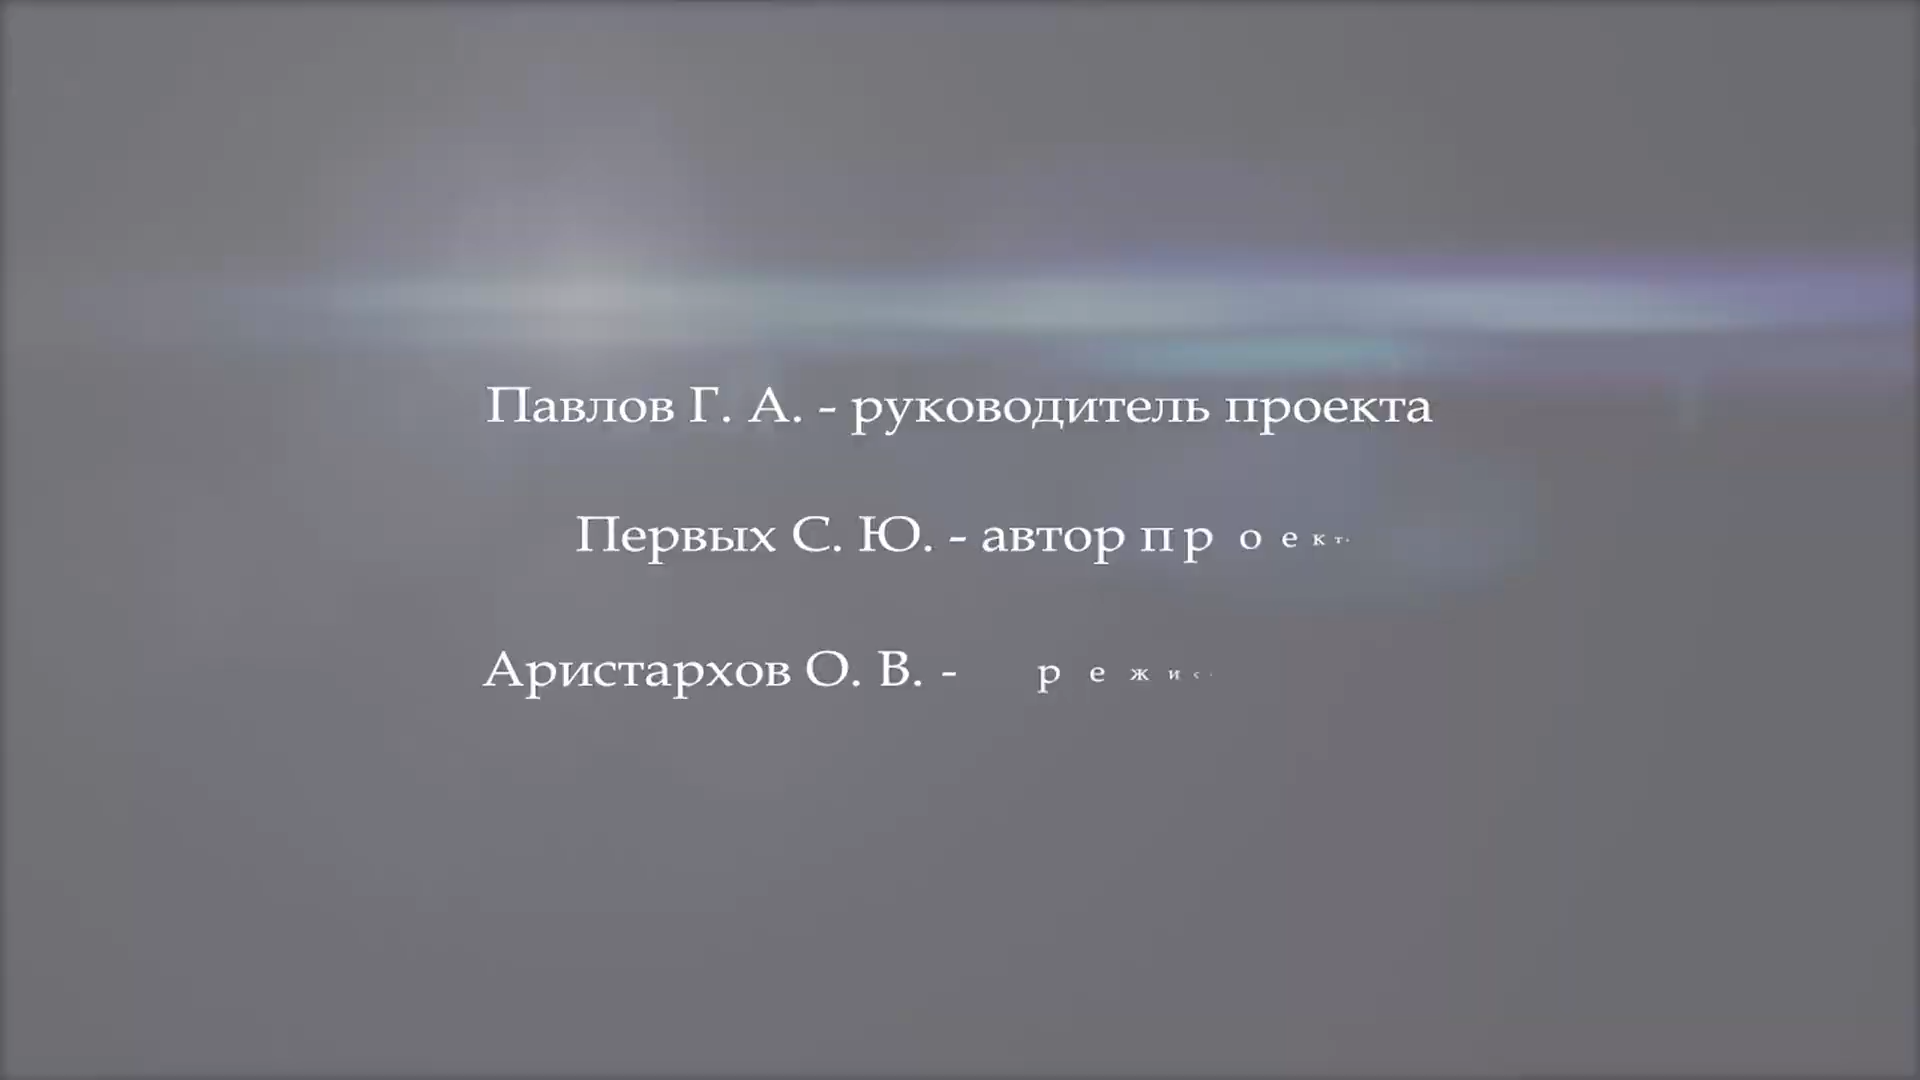 Павлов Г. А. - руководитель проекта
Первых С. Ю. - автор проект
Аристархов О. В. - режис